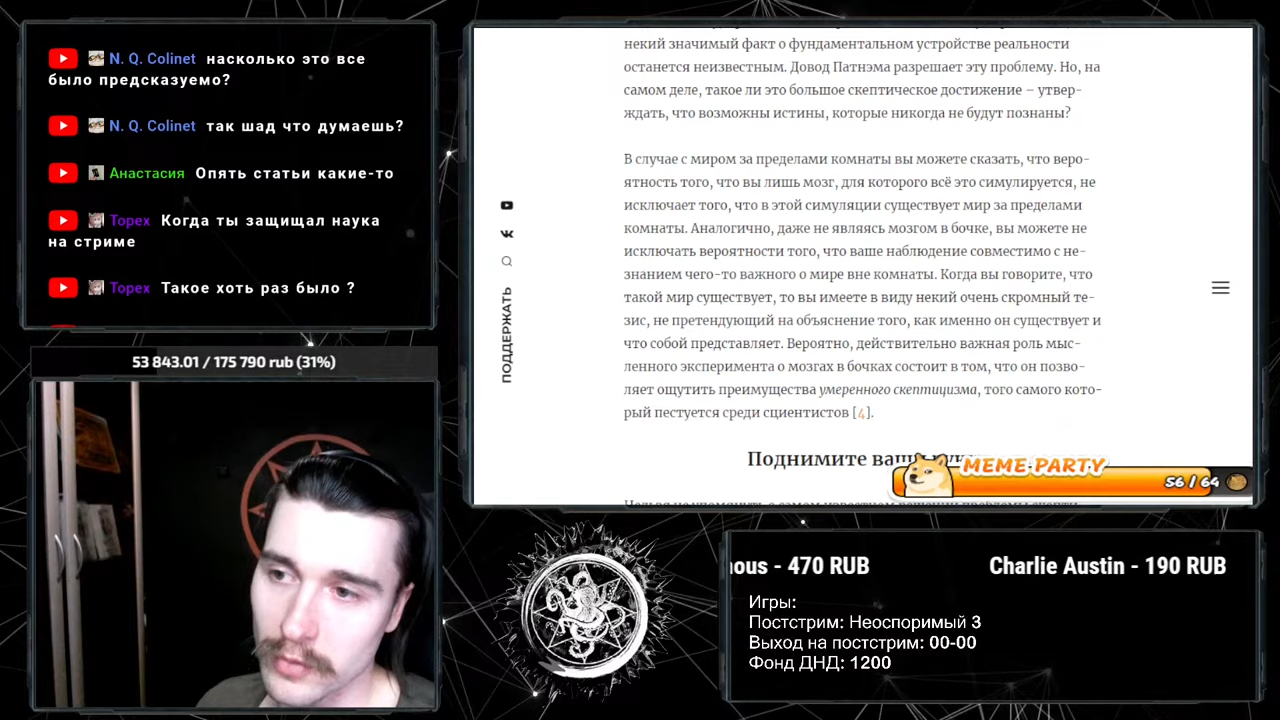 N. Q. Colinet насколько это все
было предсказуемо?
N. Q. Colinet так шад что думаешь?
Анастасия Опять статьи какие-то
Topex Когда ты защищал наука
на стриме
Topex Такое хоть раз было ?
53 843.01 / 175 790 rub (31%)
некий значимый факт о фундаментальном устройстве реальности
останется неизвестным. Довод Патнэма разрешает эту проблему. Но, на
самом деле, такое ли это большое скептическое достижение – утвер-
ждать, что возможны истины, которые никогда не будут познаны?
В случае с миром за пределами комнаты вы можете сказать, что веро-
ятность того, что вы лишь мозг, для которого всё это симулируется, не
исключает того, что в этой симуляции существует мир за пределами
комнаты. Аналогично, даже не являясь мозгом в бочке, вы можете не
исключать вероятности того, что ваше наблюдение совместимо с не-
знанием чего-то важного о мире вне комнаты. Когда вы говорите, что
такой мир существует, то вы имеете в виду некий очень скромный те-
зис, не претендующий на объяснение того, как именно он существует и
что собой представляет. Вероятно, действительно важная роль мыс-
ленного эксперимента о мозгах в бочках состоит в том, что он позво-
ляет ощутить преимущества умеренного скептицизма, того самого кото-
рый пестуется среди сциентистов [4].
Поднимите ваши
ПОДДЕРЖАТЬ
MEME PARTY
56 / 64
nous - 470 RUB
Charlie Austin - 190 RUB
Игры:
Постстрим: Неоспоримый 3
Выход на постстрим: 00-00
Фонд ДНД: 1200